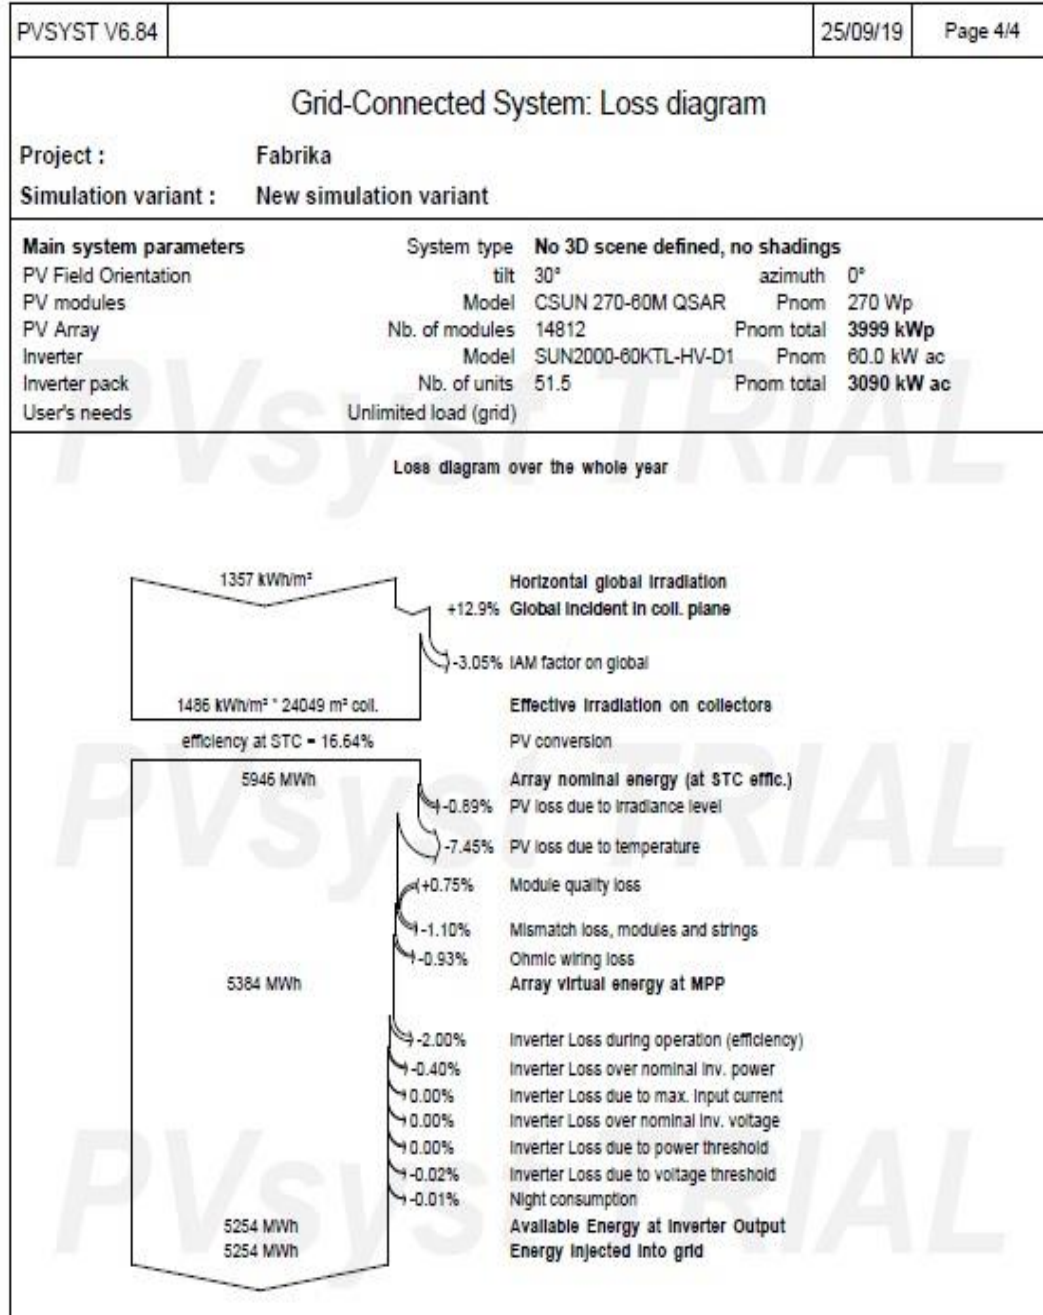 PVSYST V6.84 25/09/19 Page 4/4
Grid-Connected System: Loss diagram
Project : Fabrika
Simulation variant : New simulation variant
Main system parameters System type No 3D scene defined, no shadings
PV Field Orientation tilt 30° azimuth 0°
PV modules Model CSUN 270-60M QSAR Pnom 270 Wp
PV Array Nb. of modules 14812 Pnom total 3999 kWp
Inverter Model SUN2000-60KTL-HV-D1 Pnom 60.0 kW ac
Inverter pack Nb. of units 51.5 Pnom total 3090 kW ac
User's needs Unlimited load (grid)
PVsyst TRIAL
Loss diagram over the whole year
1357 kWh/m² Horizontal global irradiation
+12.9% Global incident in coll. plane
-3.05% IAM factor on global
1486 kWh/m² * 24049 m² coll. Effective irradiation on collectors
efficiency at STC = 16.64% PV conversion
5946 MWh Array nominal energy (at STC effic.)
-0.89% PV loss due to irradiance level
PVsyst TRIAL
-7.45% PV loss due to temperature
+0.75% Module quality loss
-1.10% Mismatch loss, modules and strings
-0.93% Ohmic wiring loss
5384 MWh Array virtual energy at MPP
-2.00% Inverter Loss during operation (efficiency)
-0.40% Inverter Loss over nominal inv. power
0.00% Inverter Loss due to max. input current
0.00% Inverter Loss over nominal inv. voltage
0.00% Inverter Loss due to power threshold
-0.02% Inverter Loss due to voltage threshold
PVsyst TRIAL
-0.01% Night consumption
5254 MWh Available Energy at Inverter Output
5254 MWh Energy injected into grid